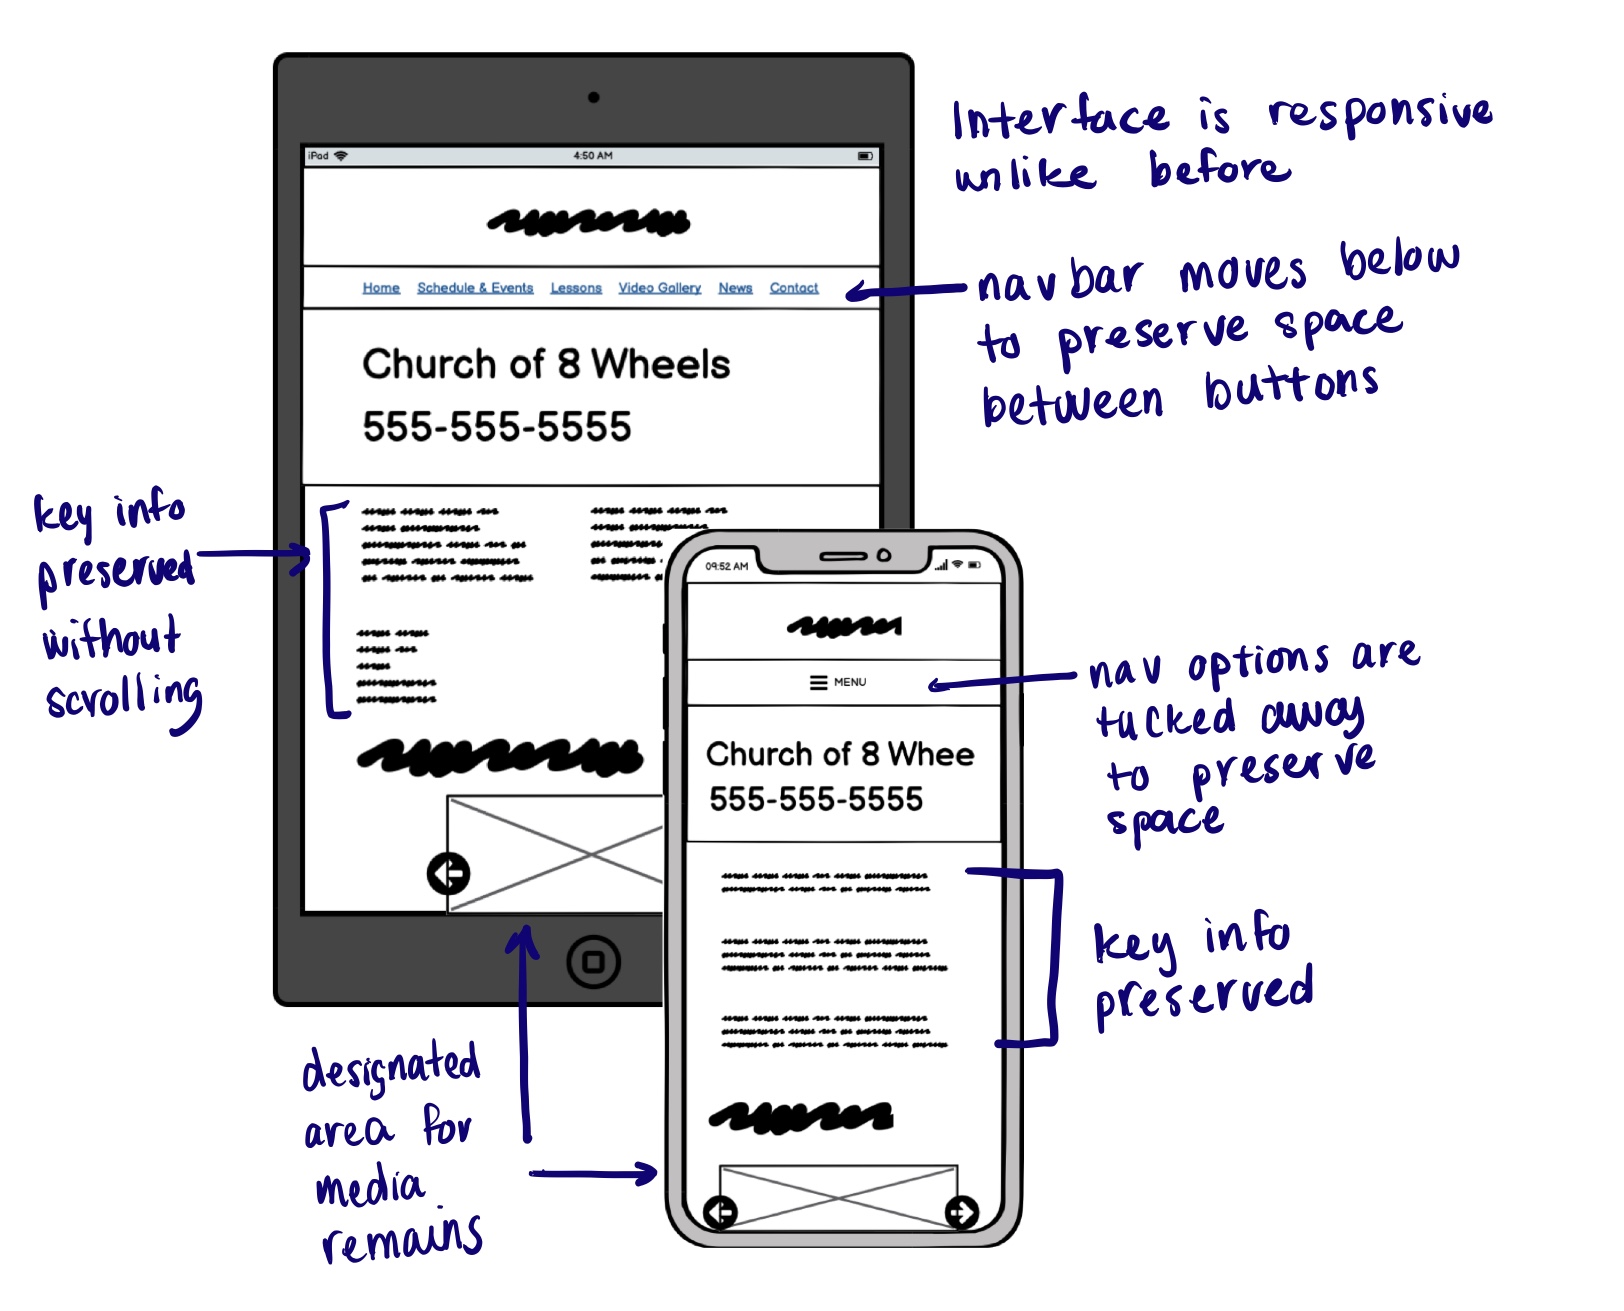 iPad
4:50 AM
Home Schedule & Events Lessons Video Gallery News Contact
Church of 8 Wheels
555-555-5555
09:52 AM
MENU
Church of 8 Whee
555-555-5555
Interface is responsive
unlike before
navbar moves below
to preserve space
between buttons
key info
preserved
without
scrolling
nav options are
tucked away
to preserve
space
key info
preserved
designated
area for
media
remains